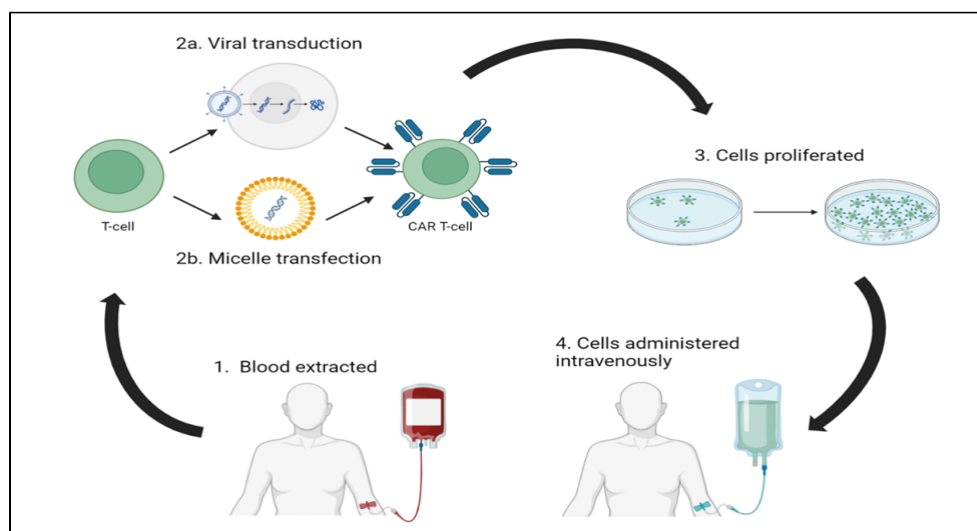 2a. Viral transduction
T-cell
CAR T-cell
2b. Micelle transfection
3. Cells proliferated
1. Blood extracted
4. Cells administered
intravenously